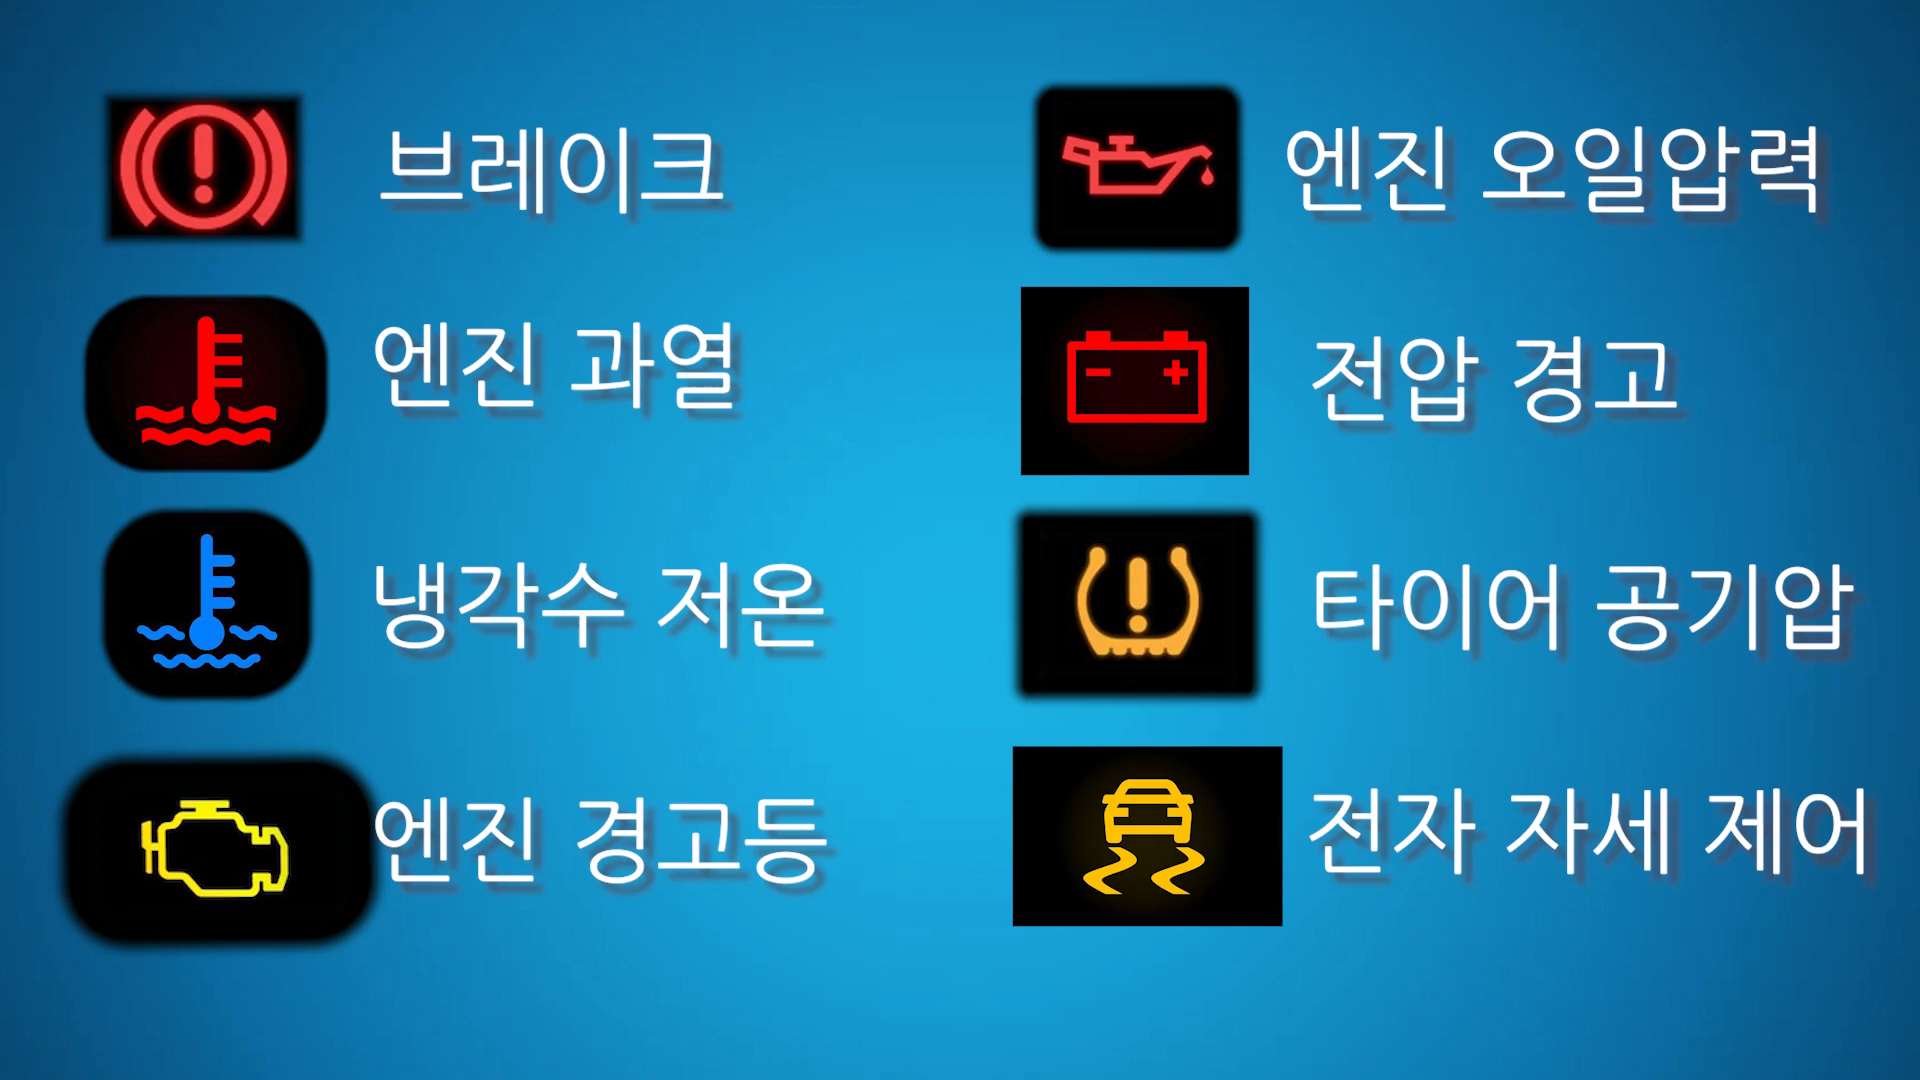 브레이크
엔진 오일압력
엔진 과열
전압 경고
냉각수 저온
타이어 공기압
엔진 경고등
전자 자세 제어